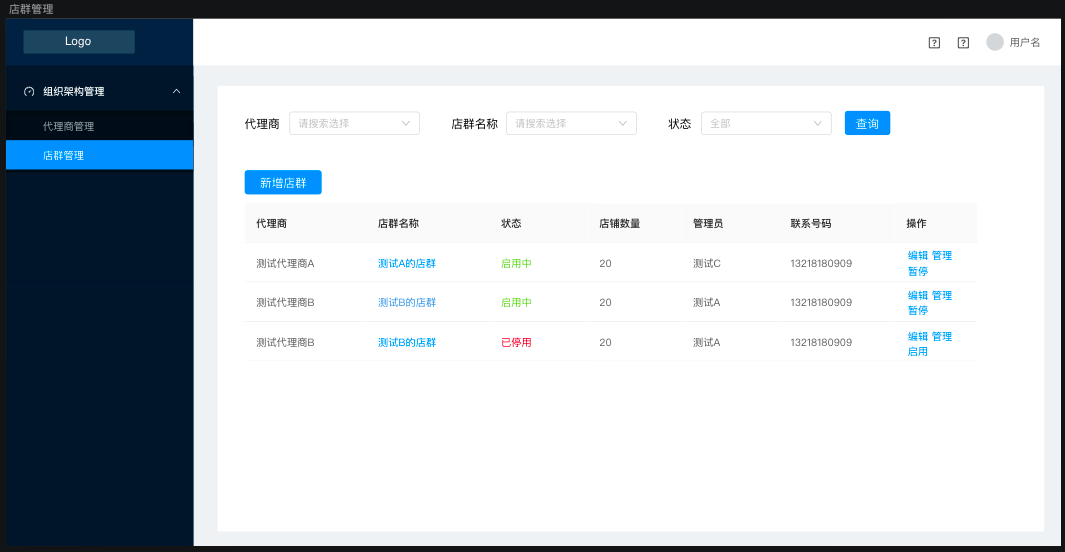 店群管理
Logo
用户名
组织架构管理
代理商管理
店群管理
代理商 请搜索选择 店群名称 请搜索选择 状态 全部 查询
新增店群
代理商 店群名称 状态 店铺数量 管理员 联系号码 操作
测试代理商A 测试A的店群 启用中 20 测试C 13218180909 编辑 管理
暂停
测试代理商B 测试B的店群 启用中 20 测试A 13218180909 编辑 管理
暂停
测试代理商B 测试B的店群 已停用 20 测试A 13218180909 编辑 管理
启用